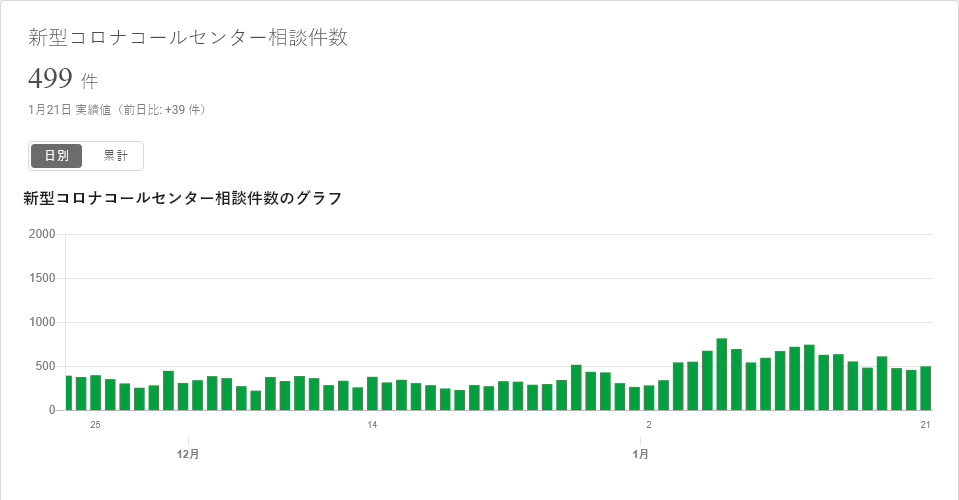 新型コロナコールセンター相談件数
499 件
1月21日 実績値（前日比: +39 件）
日別 累計
新型コロナコールセンター相談件数のグラフ
2000
1500
1000
500
0
25 14 2 21
12月 1月